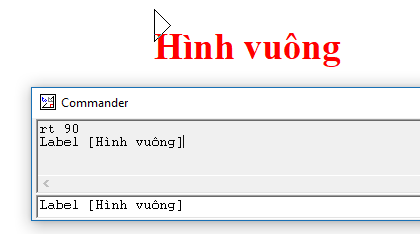 Hình vuông
Commander
rt 90
Label [Hình vuông]
Label [Hình vuông]